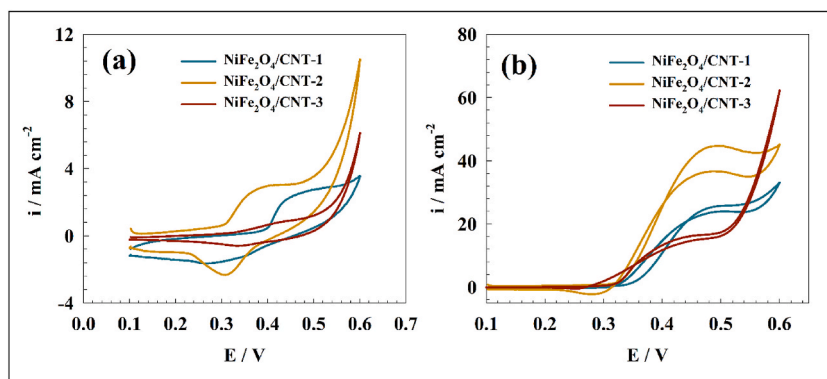 (a)
NiFe₂O₄/CNT-1
NiFe₂O₄/CNT-2
NiFe₂O₄/CNT-3
12
8
4
0
−4
i / mA cm⁻²
0.0 0.1 0.2 0.3 0.4 0.5 0.6 0.7
E / V
(b)
NiFe₂O₄/CNT-1
NiFe₂O₄/CNT-2
NiFe₂O₄/CNT-3
80
60
40
20
0
i / mA cm⁻²
0.1 0.2 0.3 0.4 0.5 0.6
E / V